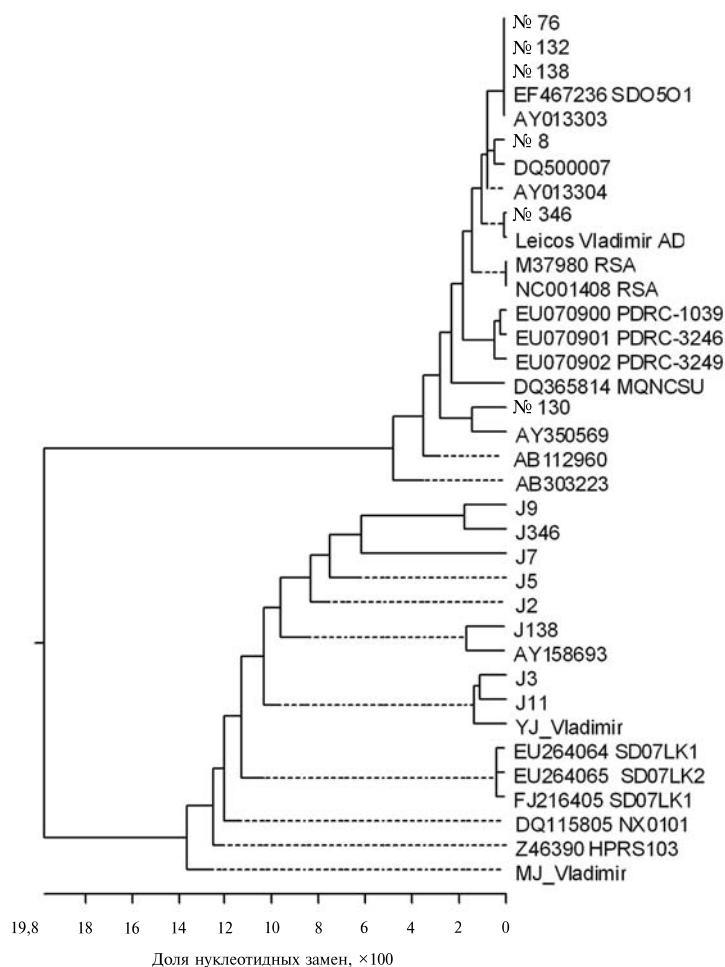 № 76
№ 132
№ 138
EF467236 SDO5O1
AY013303
№ 8
DQ500007
AY013304
№ 346
Leicos Vladimir AD
M37980 RSA
NC001408 RSA
EU070900 PDRC-1039
EU070901 PDRC-3246
EU070902 PDRC-3249
DQ365814 MQNCSU
№ 130
AY350569
AB112960
AB303223
J9
J346
J7
J5
J2
J138
AY158693
J3
J11
YJ_Vladimir
EU264064 SD07LK1
EU264065 SD07LK2
FJ216405 SD07LK1
DQ115805 NX0101
Z46390 HPRS103
MJ_Vladimir
19,8 18 16 14 12 10 8 6 4 2 0
Доля нуклеотидных замен, ×100